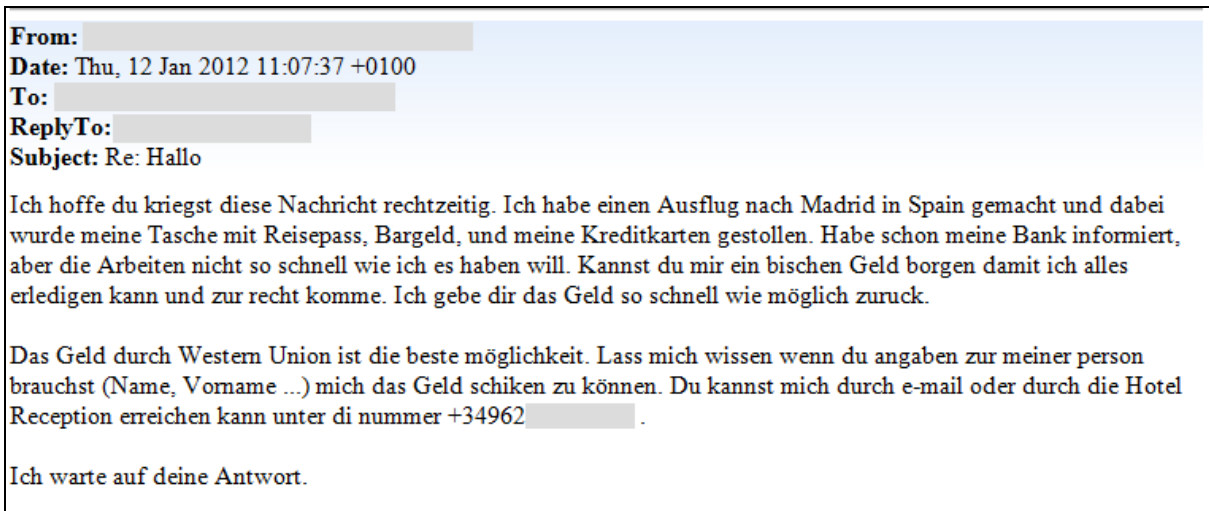 From:
Date: Thu, 12 Jan 2012 11:07:37 +0100
To:
ReplyTo:
Subject: Re: Hallo
Ich hoffe du kriegst diese Nachricht rechtzeitig. Ich habe einen Ausflug nach Madrid in Spain gemacht und dabei
wurde meine Tasche mit Reisepass, Bargeld, und meine Kreditkarten gestollen. Habe schon meine Bank informiert,
aber die Arbeiten nicht so schnell wie ich es haben will. Kannst du mir ein bischen Geld borgen damit ich alles
erledigen kann und zur recht komme. Ich gebe dir das Geld so schnell wie möglich zuruck.
Das Geld durch Western Union ist die beste möglichkeit. Lass mich wissen wenn du angaben zur meiner person
brauchst (Name, Vorname ...) mich das Geld schiken zu können. Du kannst mich durch e-mail oder durch die Hotel
Reception erreichen kann unter di nummer +34962 .
Ich warte auf deine Antwort.